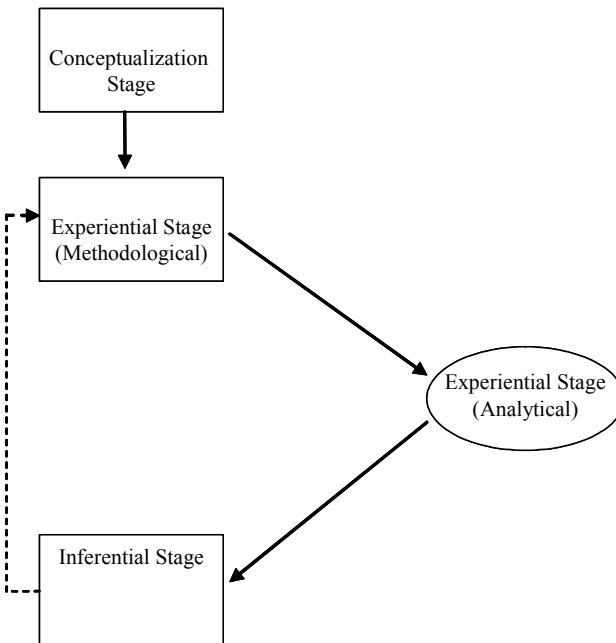 Conceptualization
Stage
Experiential Stage
(Methodological)
Experiential Stage
(Analytical)
Inferential Stage